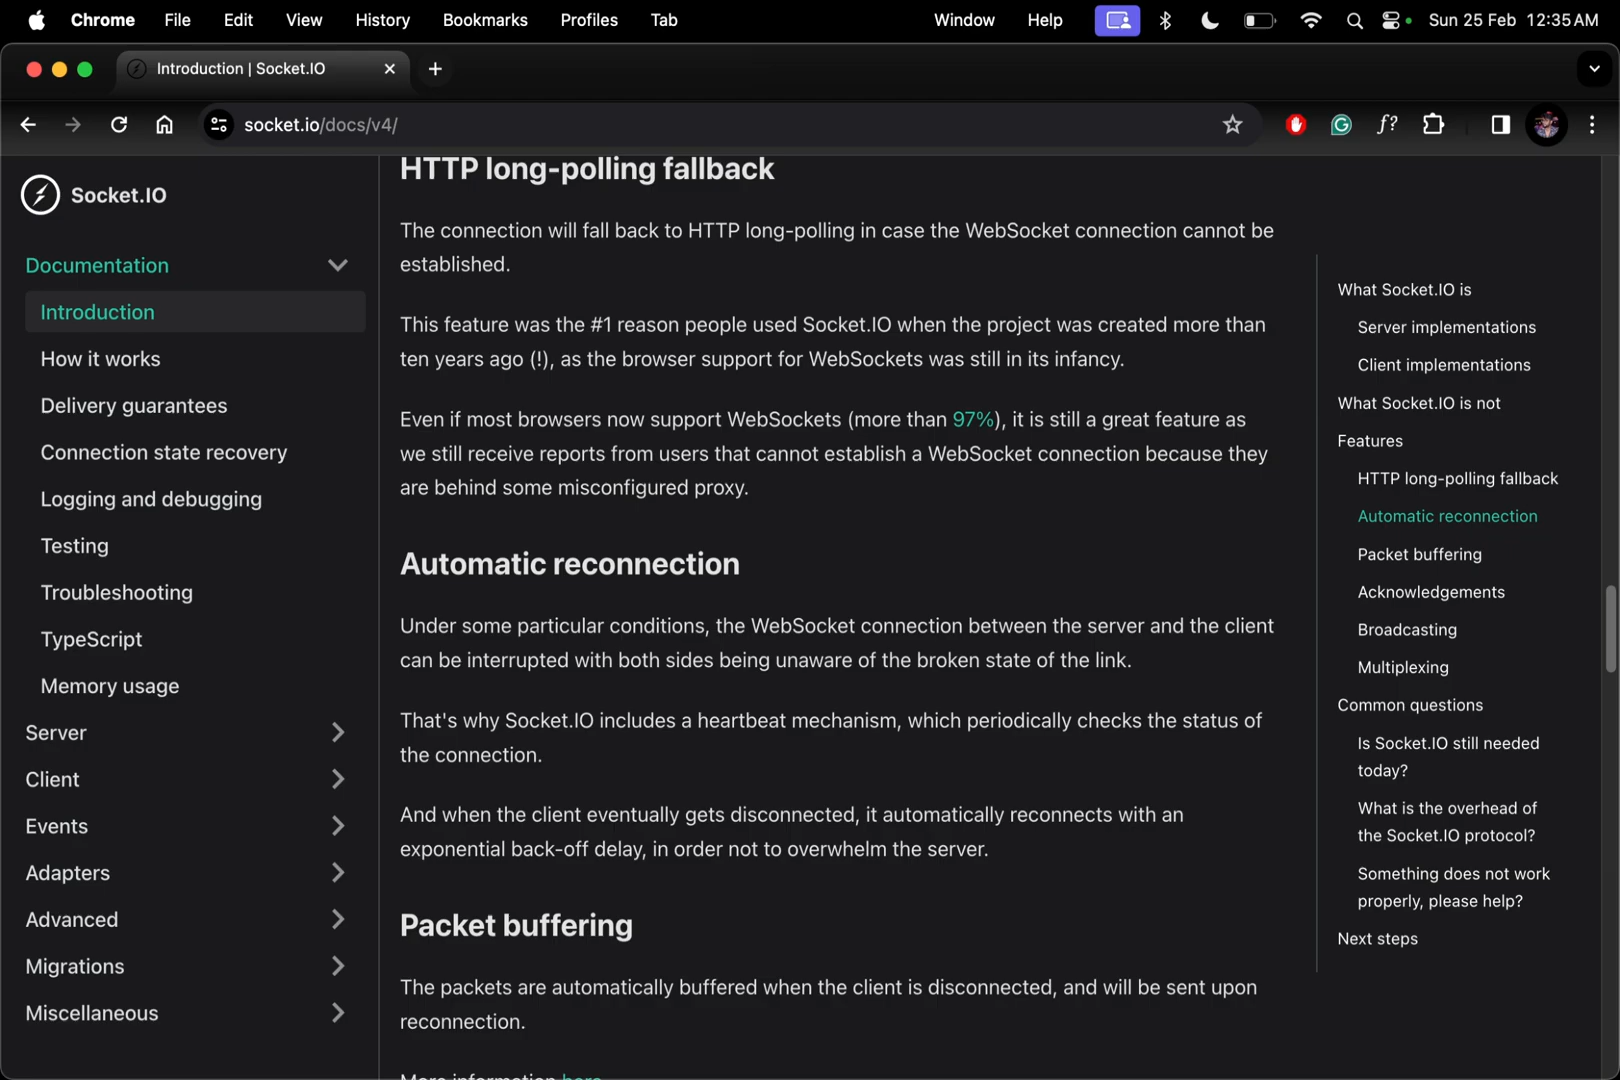 Chrome File Edit View History Bookmarks Profiles Tab Window Help Sun 25 Feb 12:35 AM
Introduction | Socket.IO
socket.io/docs/v4/
f?
Socket.IO
Documentation
Introduction
How it works
Delivery guarantees
Connection state recovery
Logging and debugging
Testing
Troubleshooting
TypeScript
Memory usage
Server
Client
Events
Adapters
Advanced
Migrations
Miscellaneous
HTTP long-polling fallback
The connection will fall back to HTTP long-polling in case the WebSocket connection cannot be
established.
This feature was the #1 reason people used Socket.IO when the project was created more than
ten years ago (!), as the browser support for WebSockets was still in its infancy.
Even if most browsers now support WebSockets (more than 97%), it is still a great feature as
we still receive reports from users that cannot establish a WebSocket connection because they
are behind some misconfigured proxy.
Automatic reconnection
Under some particular conditions, the WebSocket connection between the server and the client
can be interrupted with both sides being unaware of the broken state of the link.
That's why Socket.IO includes a heartbeat mechanism, which periodically checks the status of
the connection.
And when the client eventually gets disconnected, it automatically reconnects with an
exponential back-off delay, in order not to overwhelm the server.
Packet buffering
The packets are automatically buffered when the client is disconnected, and will be sent upon
reconnection.
More information here
What Socket.IO is
Server implementations
Client implementations
What Socket.IO is not
Features
HTTP long-polling fallback
Automatic reconnection
Packet buffering
Acknowledgements
Broadcasting
Multiplexing
Common questions
Is Socket.IO still needed
today?
What is the overhead of
the Socket.IO protocol?
Something does not work
properly, please help?
Next steps